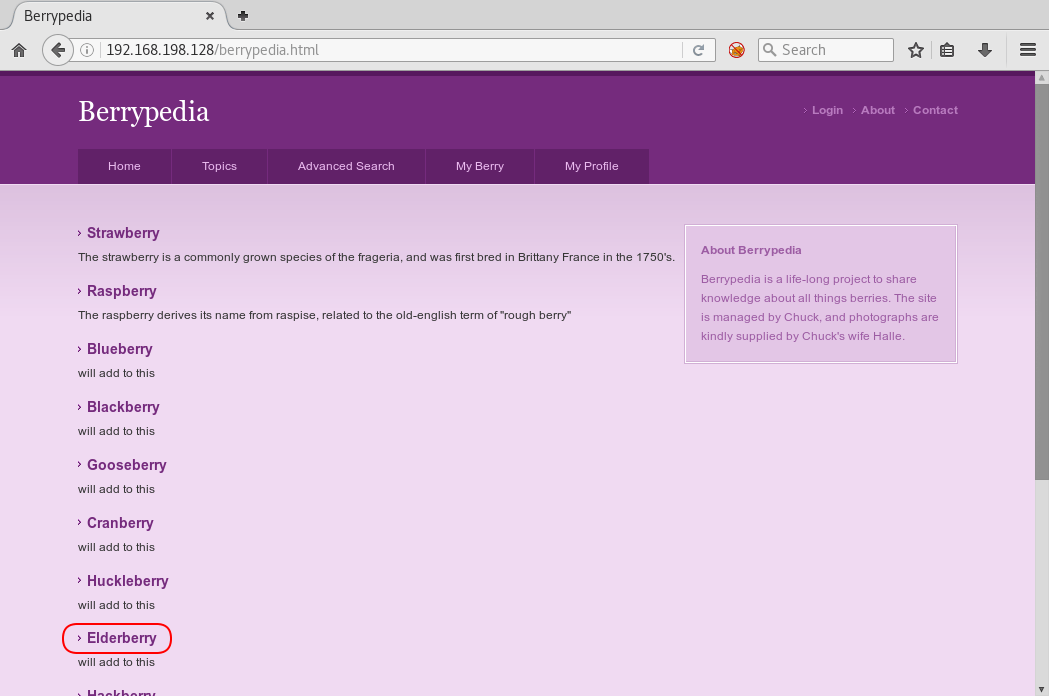 Berrypedia
192.168.198.128/berrypedia.html
Search
Berrypedia
Login
About
Contact
Home
Topics
Advanced Search
My Berry
My Profile
Strawberry
The strawberry is a commonly grown species of the frageria, and was first bred in Brittany France in the 1750's.
Raspberry
The raspberry derives its name from raspise, related to the old-english term of "rough berry"
Blueberry
will add to this
Blackberry
will add to this
Gooseberry
will add to this
Cranberry
will add to this
Huckleberry
will add to this
Elderberry
will add to this
Hackberry
About Berrypedia
Berrypedia is a life-long project to share
knowledge about all things berries. The site
is managed by Chuck, and photographs are
kindly supplied by Chuck's wife Halle.